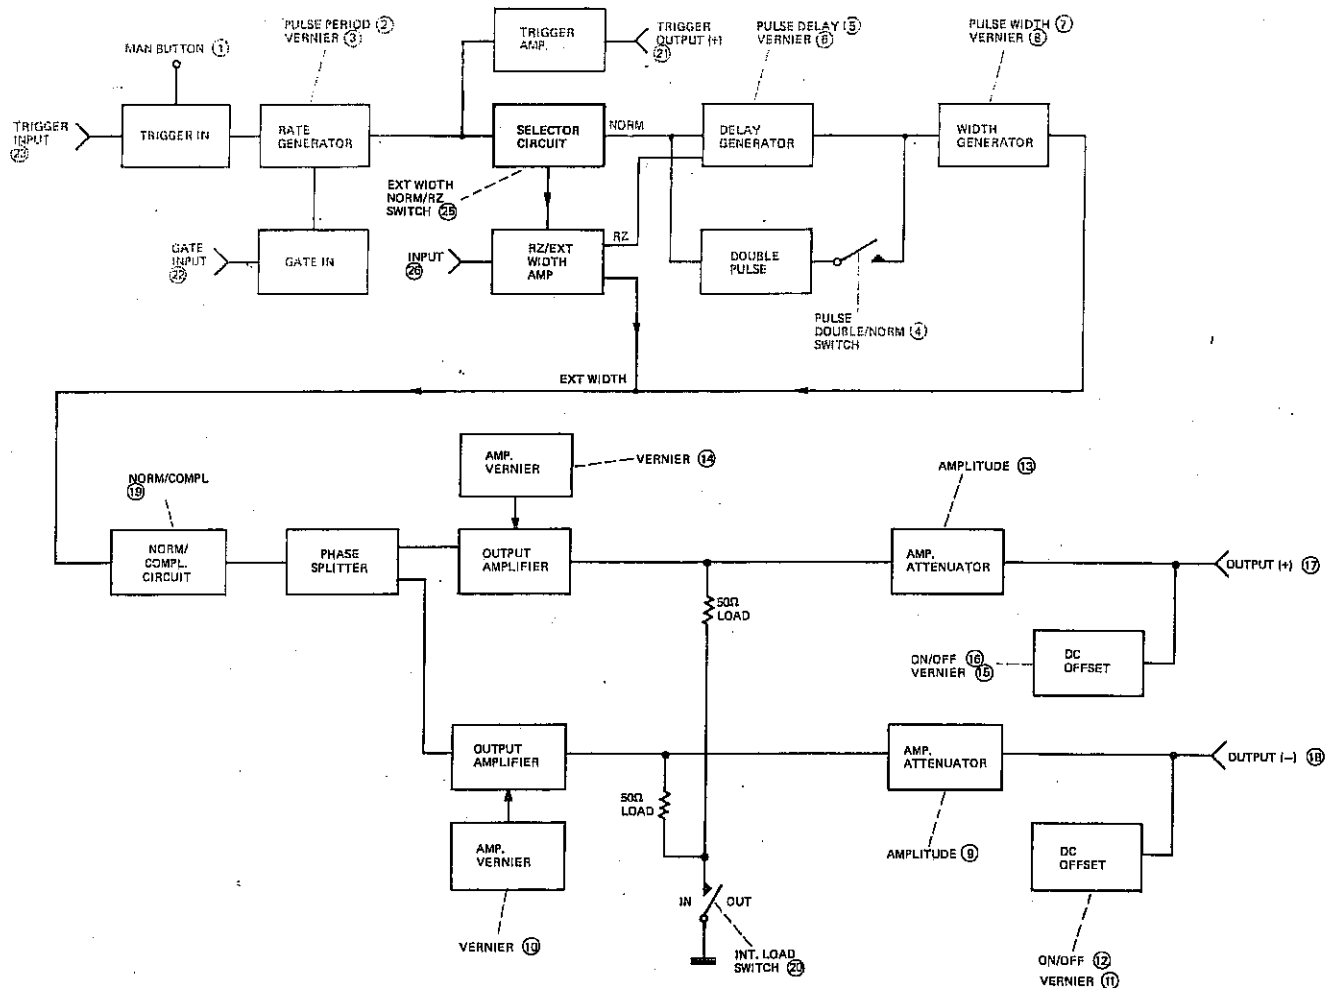 PULSE PERIOD ②
VERNIER ③
MAN BUTTON ①
TRIGGER
AMP.
TRIGGER
OUTPUT (+)
㉑
PULSE DELAY ⑤
VERNIER ⑥
PULSE WIDTH ⑦
VERNIER ⑧
TRIGGER
INPUT
㉓
TRIGGER IN
RATE
GENERATOR
SELECTOR
CIRCUIT
NORM
DELAY
GENERATOR
WIDTH
GENERATOR
EXT WIDTH
NORM/RZ
SWITCH ㉕
GATE
INPUT
㉒
GATE IN
INPUT
㉖
RZ/EXT
WIDTH
AMP
RZ
DOUBLE
PULSE
PULSE
DOUBLE/NORM ④
SWITCH
EXT WIDTH
AMP.
VERNIER
VERNIER ⑭
AMPLITUDE ⑬
NORM/COMPL
⑲
NORM/
COMPL.
CIRCUIT
PHASE
SPLITTER
OUTPUT
AMPLIFIER
AMP.
ATTENUATOR
OUTPUT (+) ⑰
50Ω
LOAD
ON/OFF ⑯
VERNIER ⑮
DC
OFFSET
OUTPUT
AMPLIFIER
AMP.
ATTENUATOR
OUTPUT (–) ⑱
50Ω
LOAD
AMP.
VERNIER
AMPLITUDE ⑨
DC
OFFSET
IN OUT
VERNIER ⑩
INT. LOAD
SWITCH ⑳
ON/OFF ⑫
VERNIER ⑪